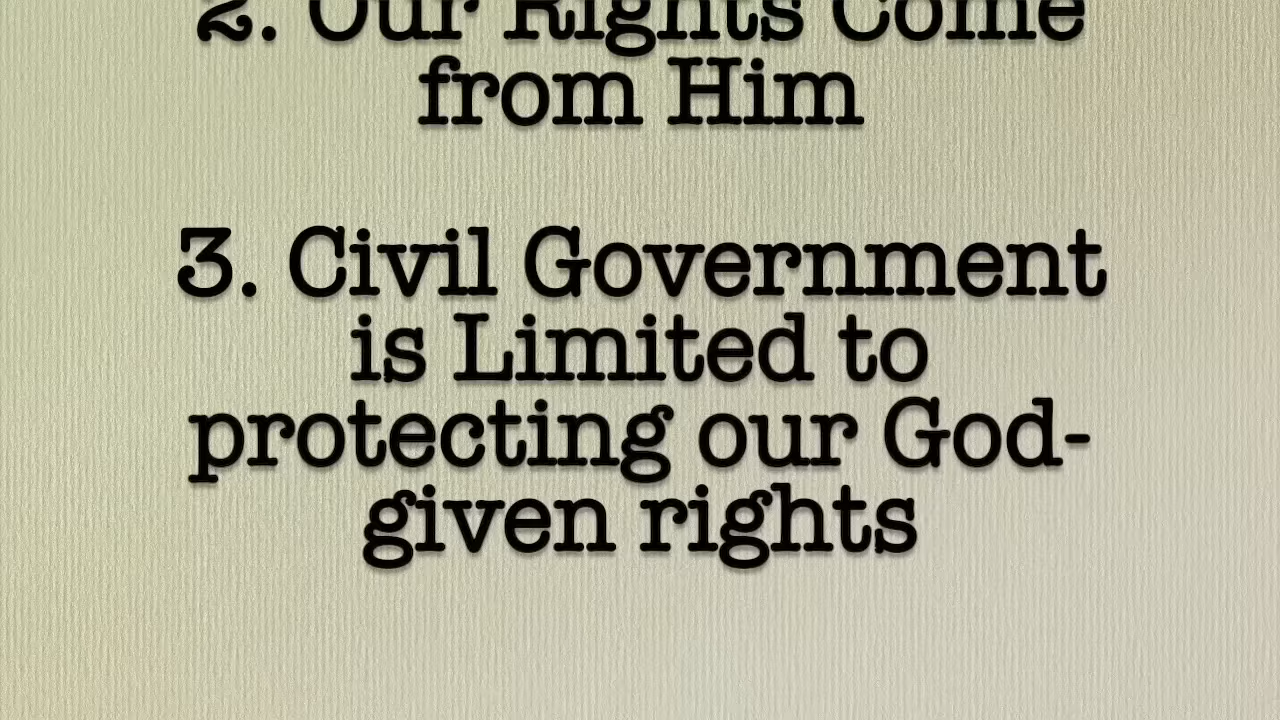 2. Our Rights Come
from Him
3. Civil Government
is Limited to
protecting our God-
given rights